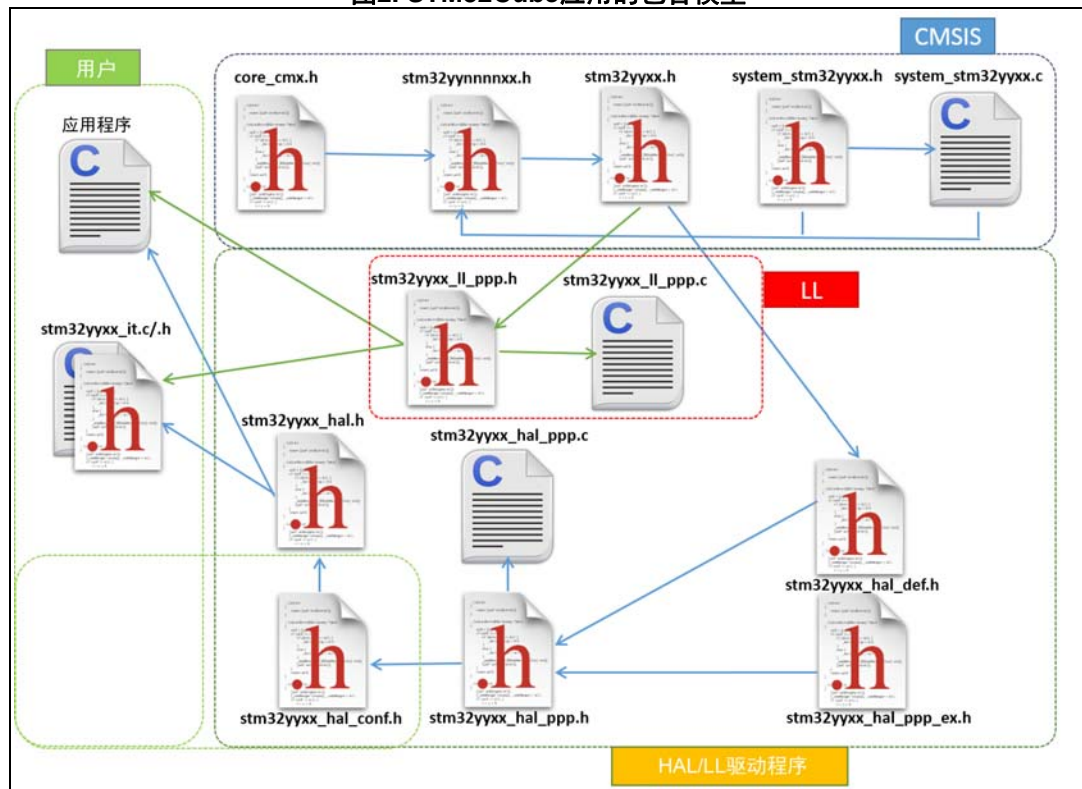 CMSIS
用户
core_cmx.h
stm32yynnnnxx.h
stm32yyxx.h
system_stm32yyxx.h
system_stm32yyxx.c
.h
.h
.h
.h
C
应用程序
C
stm32yyxx_ll_ppp.h
stm32yyxx_ll_ppp.c
LL
.h
C
stm32yyxx_it.c/.h
C
.h
stm32yyxx_hal.h
stm32yyxx_hal_ppp.c
.h
C
.h
stm32yyxx_hal_def.h
.h
.h
.h
stm32yyxx_hal_conf.h
stm32yyxx_hal_ppp.h
stm32yyxx_hal_ppp_ex.h
HAL/LL驱动程序